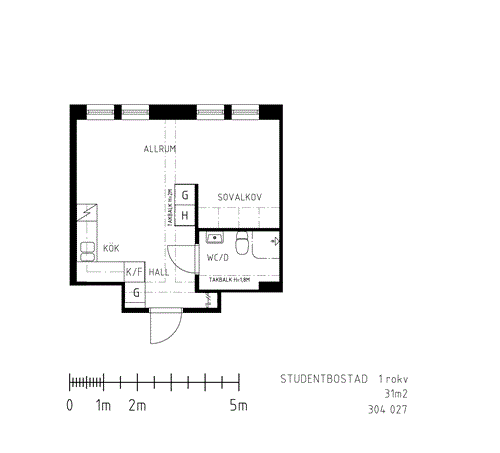 ALLRUM
TAKBALK H=2M
G
H
SOVALKOV
KÖK
WC/D
K/F
HALL
TAKBALK H=1,8M
G
0 1m 2m 5m
STUDENTBOSTAD 1 rokv
31m2
304 027